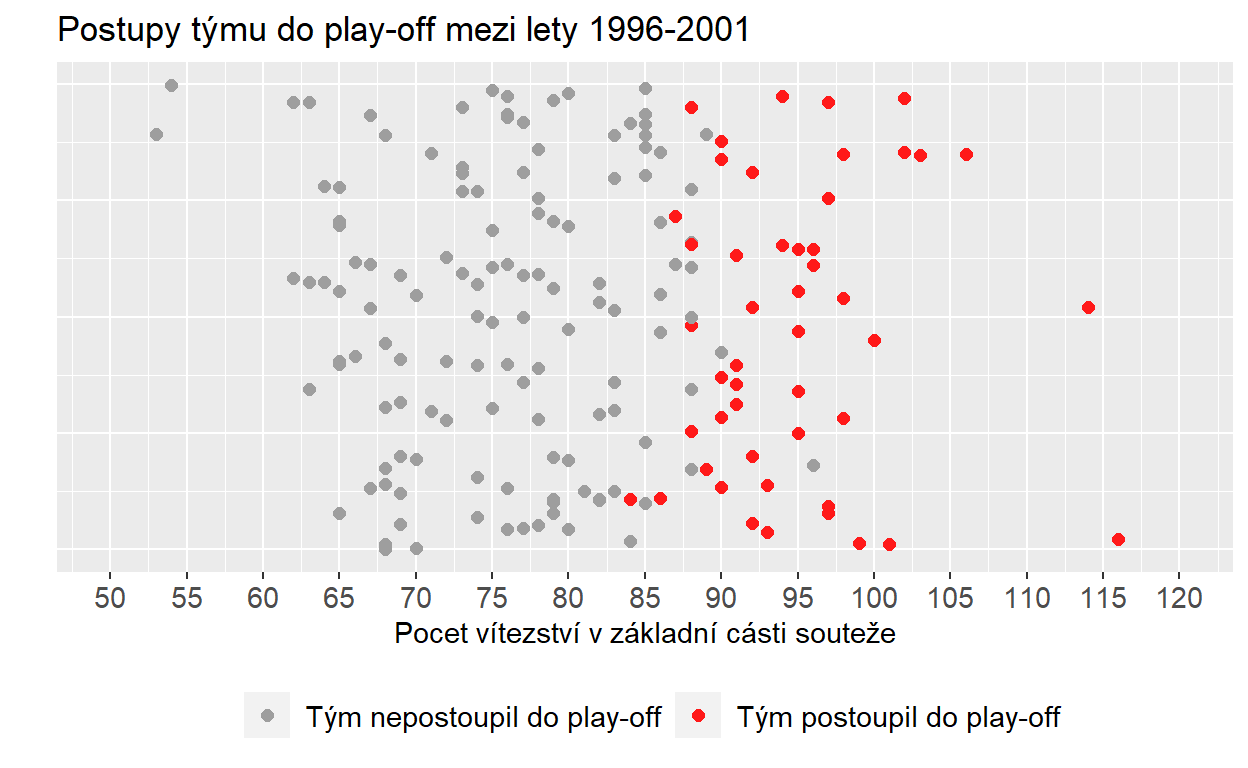 Postupy týmu do play-off mezi lety 1996-2001
50 55 60 65 70 75 80 85 90 95 100 105 110 115 120
Pocet vítezství v základní cásti souteže
Tým nepostoupil do play-off Tým postoupil do play-off